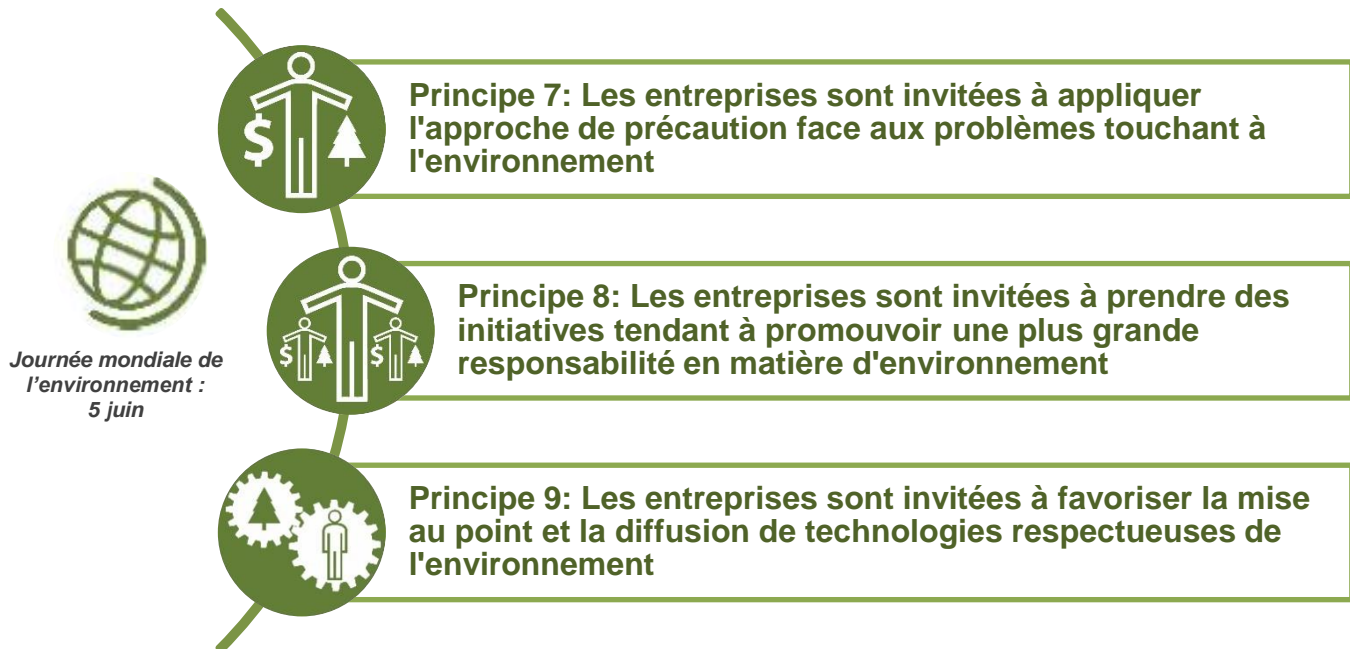 Principe 7: Les entreprises sont invitées à appliquer
l'approche de précaution face aux problèmes touchant à
l'environnement
Journée mondiale de
l’environnement :
5 juin
Principe 8: Les entreprises sont invitées à prendre des
initiatives tendant à promouvoir une plus grande
responsabilité en matière d'environnement
Principe 9: Les entreprises sont invitées à favoriser la mise
au point et la diffusion de technologies respectueuses de
l'environnement